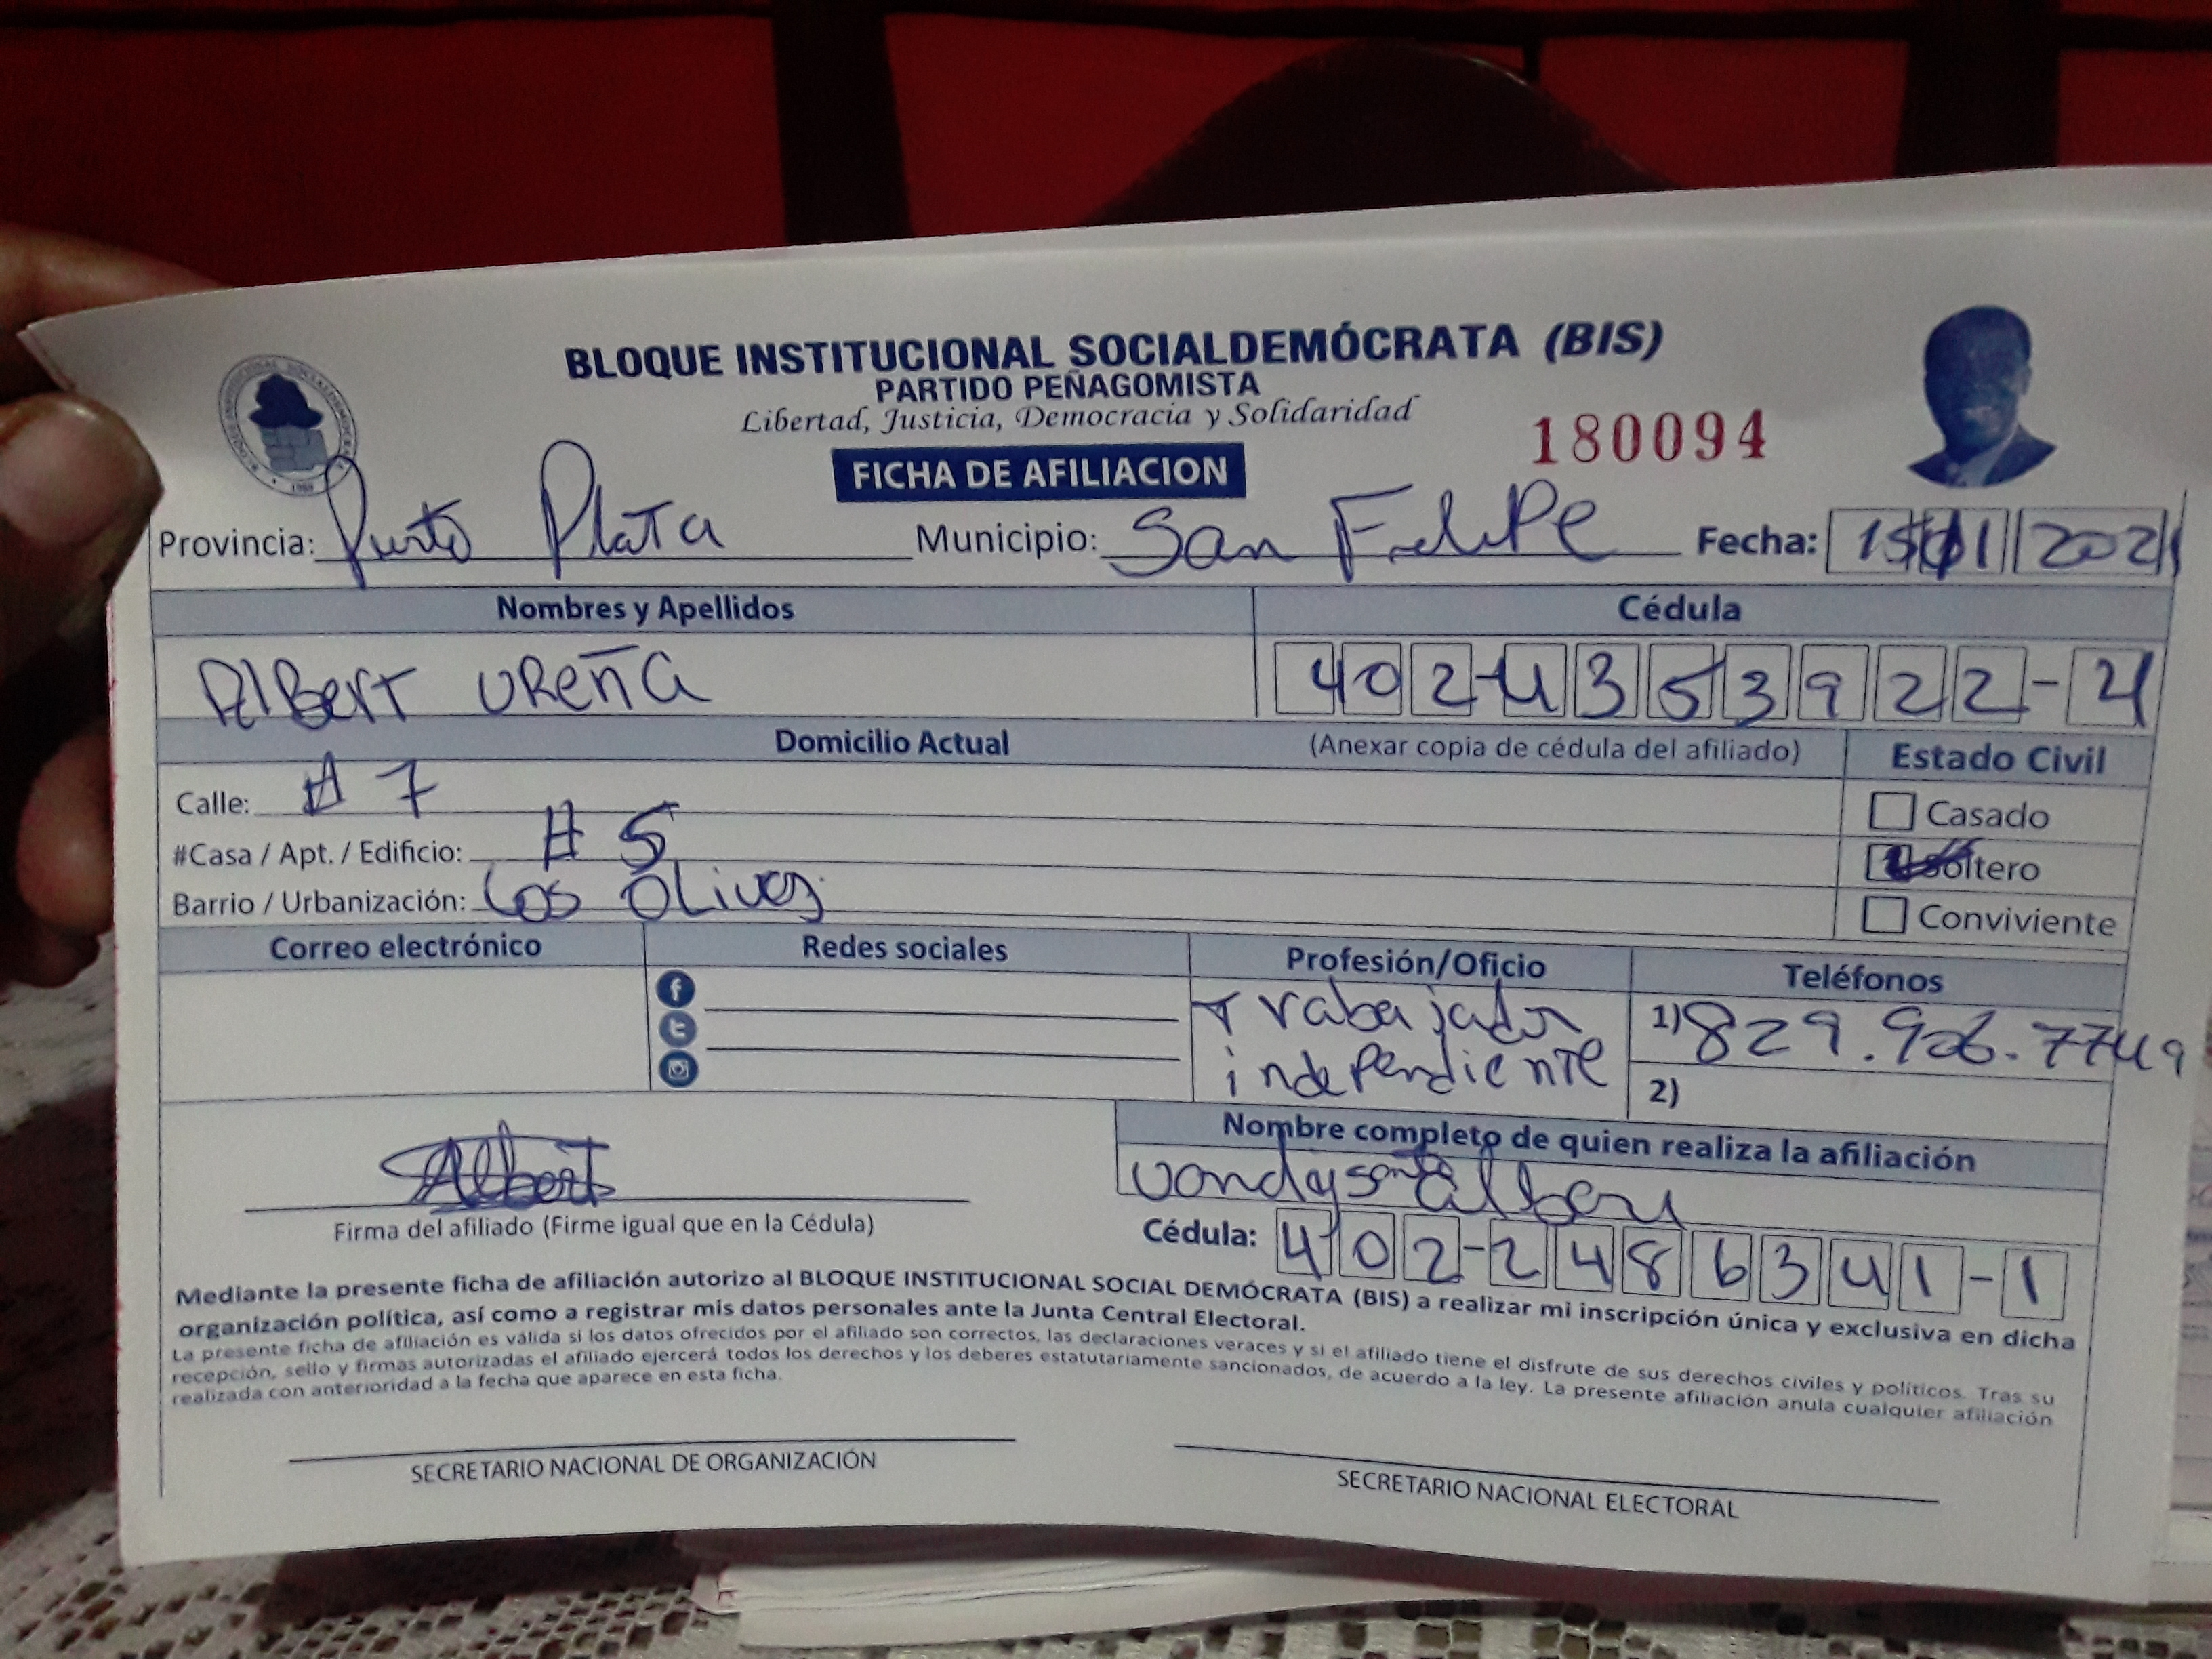 BLOQUE INSTITUCIONAL SOCIALDEMÓCRATA (BIS)
PARTIDO PEÑAGOMISTA
Libertad, Justicia, Democracia y Solidaridad
180094
FICHA DE AFILIACION
Provincia: Puerto Plata Municipio: San Felipe Fecha: 15 01 2021
Nombres y Apellidos Cédula
Albert Ureña 402-4353922-4
Domicilio Actual (Anexar copia de cédula del afiliado) Estado Civil
Calle: # 7 Casado
#Casa / Apt. / Edificio: # 5 Soltero
Barrio / Urbanización: Los Olivos Conviviente
Correo electrónico Redes sociales Profesión/Oficio Teléfonos
Trabajador 1) 829.906.7749
independiente 2)
Albert
Firma del afiliado (Firme igual que en la Cédula)
Nombre completo de quien realiza la afiliación
Cédula: 402-2486341-1
Mediante la presente ficha de afiliación autorizo al BLOQUE INSTITUCIONAL SOCIAL DEMÓCRATA (BIS) a realizar mi inscripción única y exclusiva en dicha
organización política, así como a registrar mis datos personales ante la Junta Central Electoral.
La presente ficha de afiliación es válida si los datos ofrecidos por el afiliado son correctos, las declaraciones veraces y si el afiliado tiene el disfrute de sus derechos civiles y políticos. Tras su
recepción, sello y firmas autorizadas el afiliado ejercerá todos los derechos y los deberes estatutariamente sancionados, de acuerdo a la ley. La presente afiliación anula cualquier afiliación
realizada con anterioridad a la fecha que aparece en esta ficha.
SECRETARIO NACIONAL DE ORGANIZACIÓN
SECRETARIO NACIONAL ELECTORAL